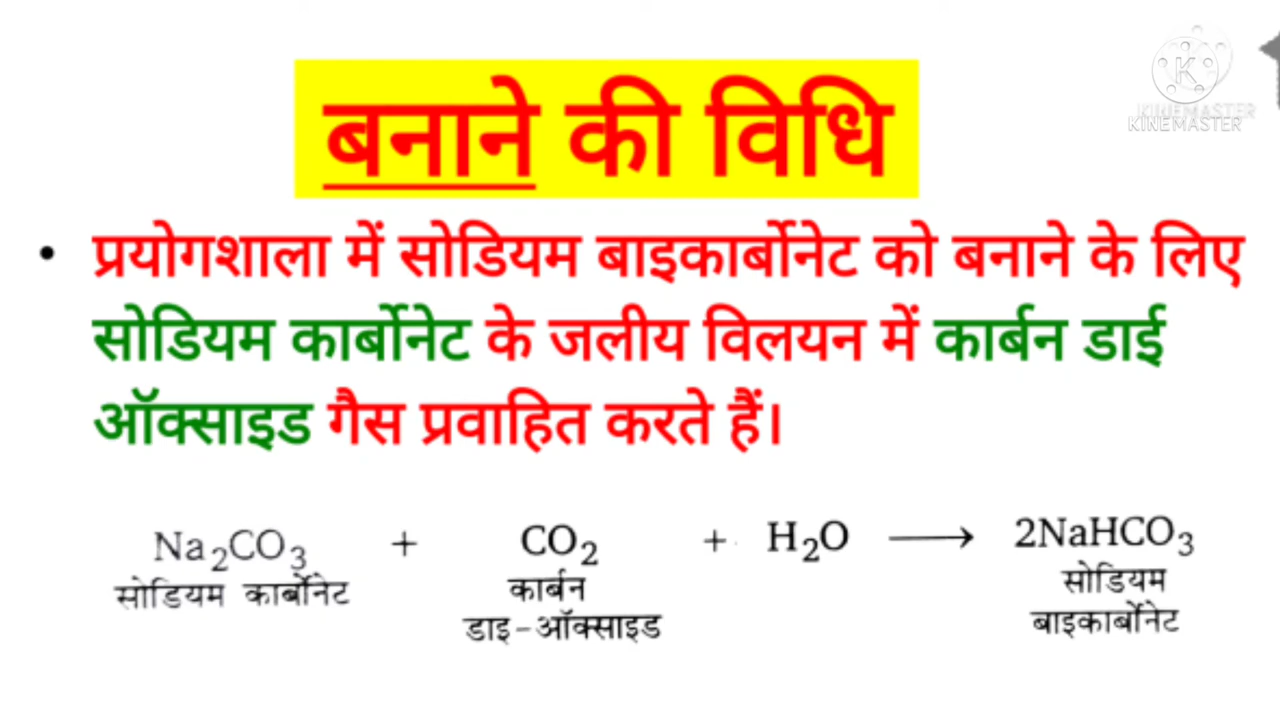 KINEMASTER
KINEMASTER
बनाने की विधि
• प्रयोगशाला में सोडियम बाइकार्बोनेट को बनाने के लिए
सोडियम कार्बोनेट के जलीय विलयन में कार्बन डाई
ऑक्साइड गैस प्रवाहित करते हैं।
Na₂CO₃ + CO₂ + H₂O ⟶ 2NaHCO₃
सोडियम कार्बोनेट कार्बन सोडियम
डाइ-ऑक्साइड बाइकार्बोनेट